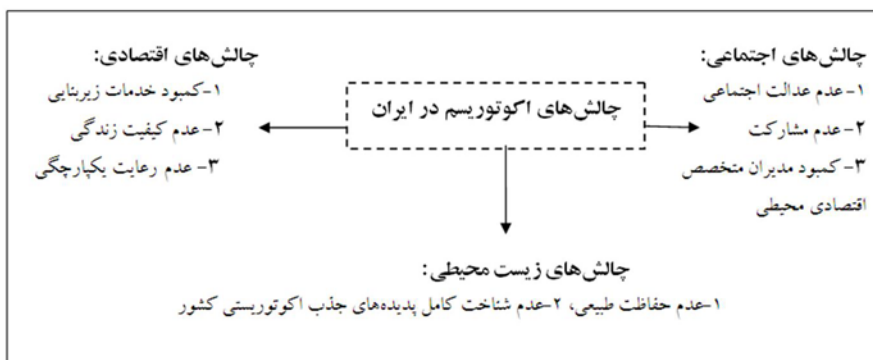 چالش‌های اکوتوریسم در ایران
چالش‌های اجتماعی:
۱-عدم عدالت اجتماعی
۲-عدم مشارکت
۳- کمبود مدیران متخصص
اقتصادی محیطی
چالش‌های اقتصادی:
۱-کمبود خدمات زیربنایی
۲-عدم کیفیت زندگی
۳- عدم رعایت یکپارچگی
چالش‌های زیست محیطی:
۱-عدم حفاظت طبیعی، ۲-عدم شناخت کامل پدیده‌های جذب اکوتوریستی کشور